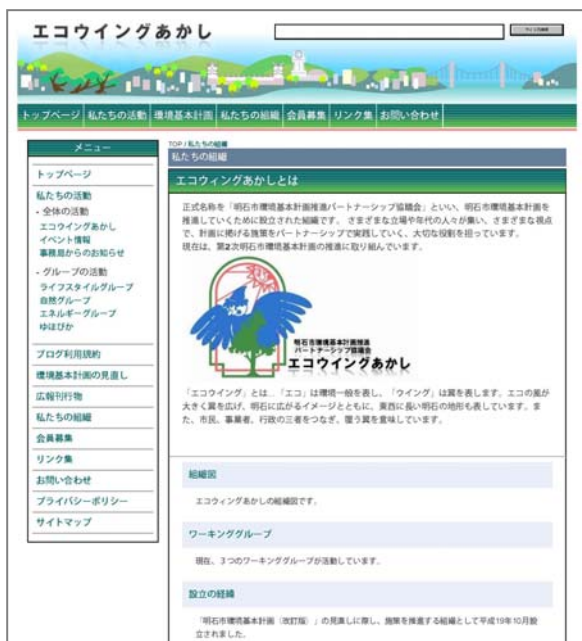 エコウイングあかし
トップページ 私たちの活動 環境基本計画 私たちの組織 会員募集 リンク集 お問い合わせ
メニュー
トップページ
私たちの活動
- 全体の活動
エコウイングあかし
イベント情報
事務局からのお知らせ
- グループの活動
ライフスタイルグループ
自然グループ
エネルギーグループ
ゆほびか
ブログ利用規約
環境基本計画の見直し
広報刊行物
私たちの組織
会員募集
リンク集
お問い合わせ
プライバシーポリシー
サイトマップ
TOP / 私たちの組織
私たちの組織
エコウィングあかしとは
正式名称を「明石市環境基本計画推進パートナーシップ協議会」といい、明石市環境基本計画を
推進していくために設立された組織です。 さまざまな立場や年代の人々が集い、さまざまな視点
で、計画に掲げる施策をパートナーシップで実践していく、大切な役割を担っています。
現在は、第2次明石市環境基本計画の推進に取り組んでいます。
明石市環境基本計画推進
パートナーシップ協議会
エコウイングあかし
「エコウイング」とは...「エコ」は環境一般を表し、「ウイング」は翼を表します。エコの風が
大きく翼を広げ、明石に広がるイメージとともに、東西に長い明石の地形も表しています。ま
た、市民、事業者、行政の三者をつなぎ、覆う翼を意味しています。
組織図
エコウィングあかしの組織図です。
ワーキンググループ
現在、３つのワーキンググループが活動しています。
設立の経緯
「明石市環境基本計画（改訂版）」の見直しに際し、施策を推進する組織として平成19年10月設
立されました。